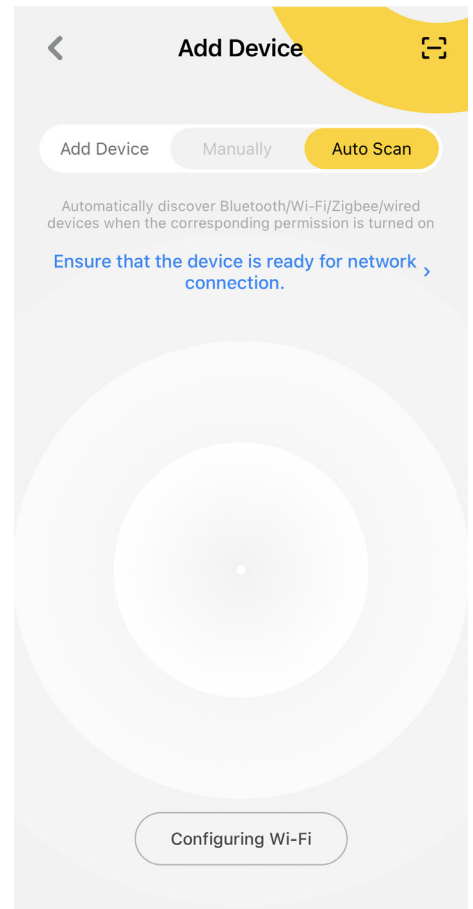 Add Device
Add Device Manually Auto Scan
Automatically discover Bluetooth/Wi-Fi/Zigbee/wired
devices when the corresponding permission is turned on
Ensure that the device is ready for network
connection.
Configuring Wi-Fi